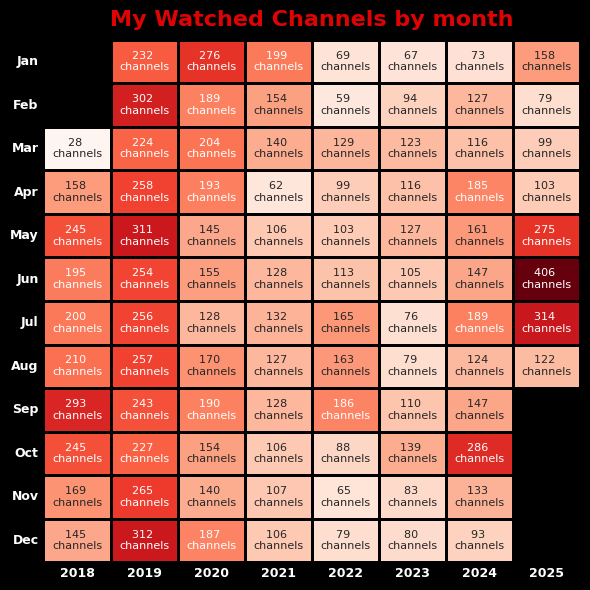 My Watched Channels by month
Jan
232 channels
276 channels
199 channels
69 channels
67 channels
73 channels
158 channels
Feb
302 channels
189 channels
154 channels
59 channels
94 channels
127 channels
79 channels
Mar
28 channels
224 channels
204 channels
140 channels
129 channels
123 channels
116 channels
99 channels
Apr
158 channels
258 channels
193 channels
62 channels
99 channels
116 channels
185 channels
103 channels
May
245 channels
311 channels
145 channels
106 channels
103 channels
127 channels
161 channels
275 channels
Jun
195 channels
254 channels
155 channels
128 channels
113 channels
105 channels
147 channels
406 channels
Jul
200 channels
256 channels
128 channels
132 channels
165 channels
76 channels
189 channels
314 channels
Aug
210 channels
257 channels
170 channels
127 channels
163 channels
79 channels
124 channels
122 channels
Sep
293 channels
243 channels
190 channels
128 channels
186 channels
110 channels
147 channels
Oct
245 channels
227 channels
154 channels
106 channels
88 channels
139 channels
286 channels
Nov
169 channels
265 channels
140 channels
107 channels
65 channels
83 channels
133 channels
Dec
145 channels
312 channels
187 channels
106 channels
79 channels
80 channels
93 channels
2018 2019 2020 2021 2022 2023 2024 2025